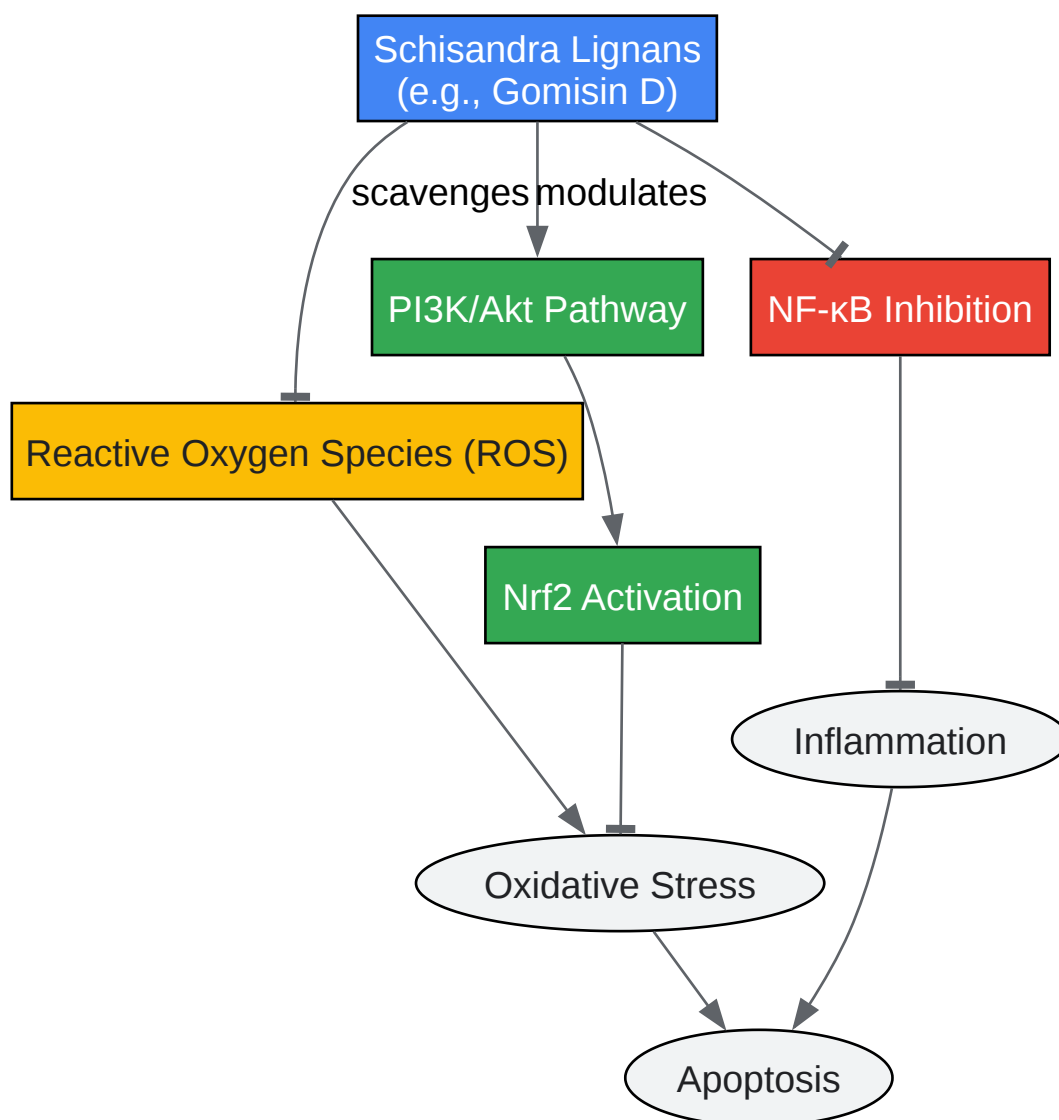 Schisandra Lignans
(e.g., Gomisin D)
scavenges
modulates
PI3K/Akt Pathway
NF-κB Inhibition
Reactive Oxygen Species (ROS)
Nrf2 Activation
Inflammation
Oxidative Stress
Apoptosis